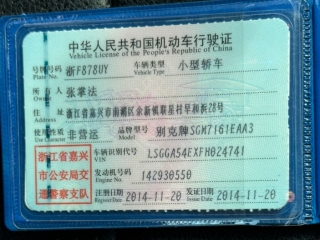 中华人民共和国机动车行驶证
Vehicle License of the People's Republic of China
号牌号码 浙F878UY 车辆类型 小型轿车
Plate No. Vehicle Type
所有人 张掌法
Owner
住址 浙江省嘉兴市南湖区余新镇联星村早和浜28号
Address
使用性质 非营运 品牌型号 别克牌SGM7161EAA3
Use Character Model
浙江省嘉兴 车辆识别代号 LSGGA54EXFH024741
VIN
市公安局交 发动机号码 142930550
Engine No.
通警察支队 注册日期 2014-11-20 发证日期 2014-11-20
Register Date Issue Date